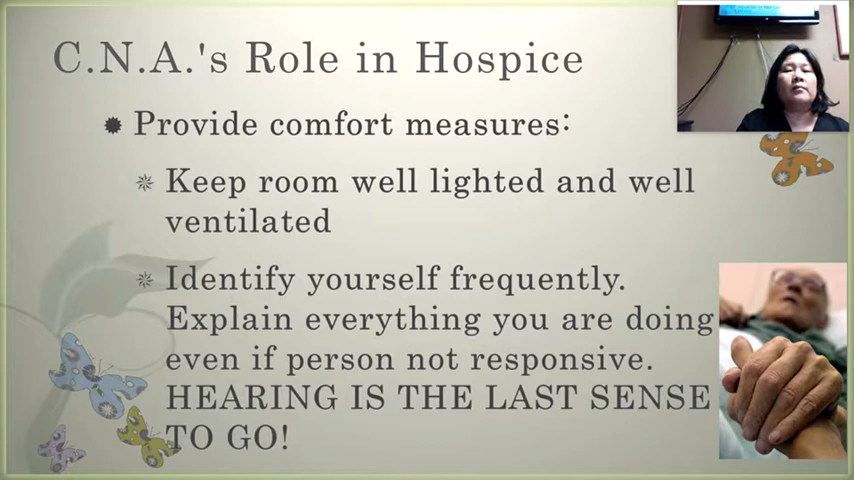 C.N.A.'s Role in Hospice
Provide comfort measures:
Keep room well lighted and well
ventilated
Identify yourself frequently.
Explain everything you are doing
even if person not responsive.
HEARING IS THE LAST SENSE
TO GO!